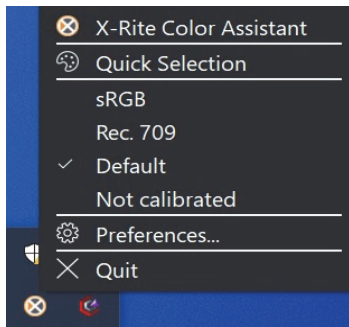 X-Rite Color Assistant
Quick Selection
sRGB
Rec. 709
Default
Not calibrated
Preferences...
Quit